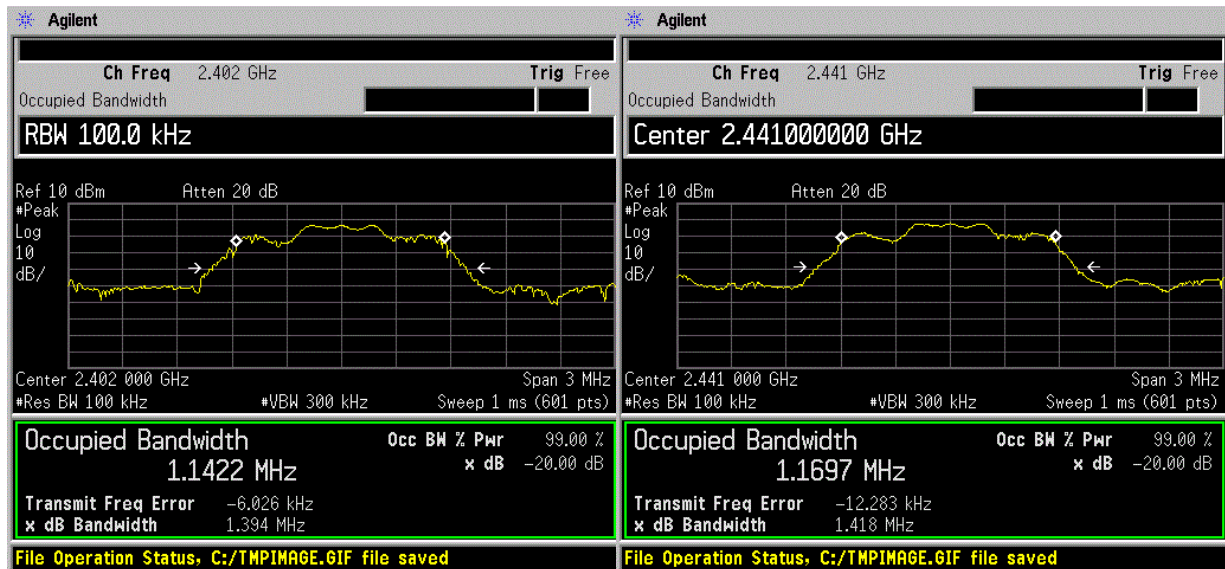 Agilent
Ch Freq 2.402 GHz Trig Free
Occupied Bandwidth
RBW 100.0 kHz
Ref 10 dBm Atten 20 dB
#Peak
Log
10
dB/
Center 2.402 000 GHz Span 3 MHz
#Res BW 100 kHz #VBW 300 kHz Sweep 1 ms (601 pts)
Occupied Bandwidth Occ BW % Pwr 99.00 %
1.1422 MHz x dB -20.00 dB
Transmit Freq Error -6.026 kHz
x dB Bandwidth 1.394 MHz
File Operation Status, C:/TMPIMAGE.GIF file saved
Agilent
Ch Freq 2.441 GHz Trig Free
Occupied Bandwidth
Center 2.441000000 GHz
Ref 10 dBm Atten 20 dB
#Peak
Log
10
dB/
Center 2.441 000 GHz Span 3 MHz
#Res BW 100 kHz #VBW 300 kHz Sweep 1 ms (601 pts)
Occupied Bandwidth Occ BW % Pwr 99.00 %
1.1697 MHz x dB -20.00 dB
Transmit Freq Error -12.283 kHz
x dB Bandwidth 1.418 MHz
File Operation Status, C:/TMPIMAGE.GIF file saved